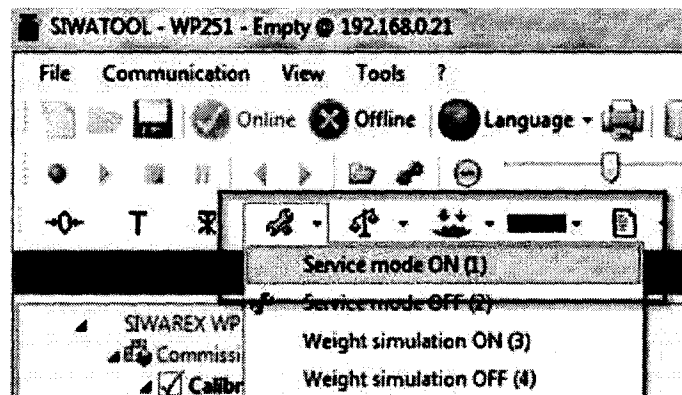 SIWATOOL - WP251 - Empty @ 192.168.0.21
File Communication View Tools ?
Online Offline Language
T
Service mode ON (1)
Service mode OFF (2)
SIWAREX WP
Weight simulation ON (3)
Commissi
Weight simulation OFF (4)
Calibr